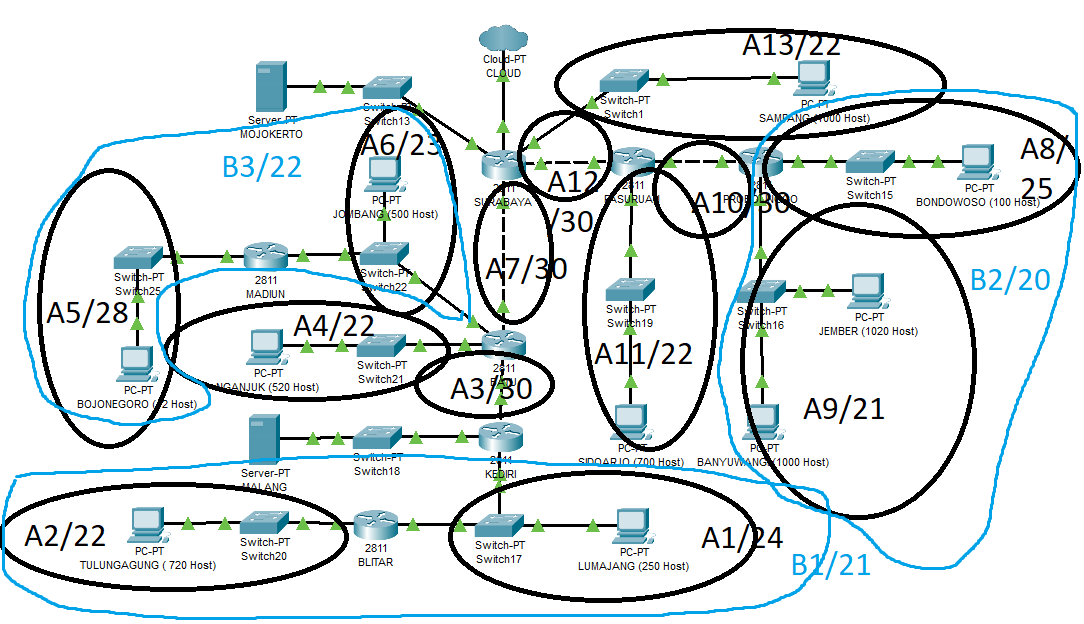 A13/22
Cloud-PT
CLOUD
Switch-PT
Switch1
PC-PT
SAMPANG (1000 Host)
Server-PT
MOJOKERTO
Switch-PT
Switch13
B3/22
A6/23
PC-PT
JOMBANG (500 Host)
2811
SURABAYA
A12
/30
2811
PASURUAN
A10/30
2811
PROBOLINGGO
Switch-PT
Switch15
A8/
25
PC-PT
BONDOWOSO (100 Host)
Switch-PT
Switch25
2811
MADIUN
Switch-PT
Switch22
A7/30
B2/20
A5/28
A4/22
PC-PT
NGANJUK (520 Host)
Switch-PT
Switch21
2811
BATU
Switch-PT
Switch19
Switch-PT
Switch16
PC-PT
JEMBER (1020 Host)
A11/22
A3/30
PC-PT
BOJONEGORO (12 Host)
A9/21
Server-PT
MALANG
Switch-PT
Switch18
2811
KEDIRI
PC-PT
SIDOARJO (700 Host)
PC-PT
BANYUWANGI (1000 Host)
A2/22
PC-PT
TULUNGAGUNG ( 720 Host)
Switch-PT
Switch20
2811
BLITAR
Switch-PT
Switch17
PC-PT
LUMAJANG (250 Host)
A1/24
B1/21